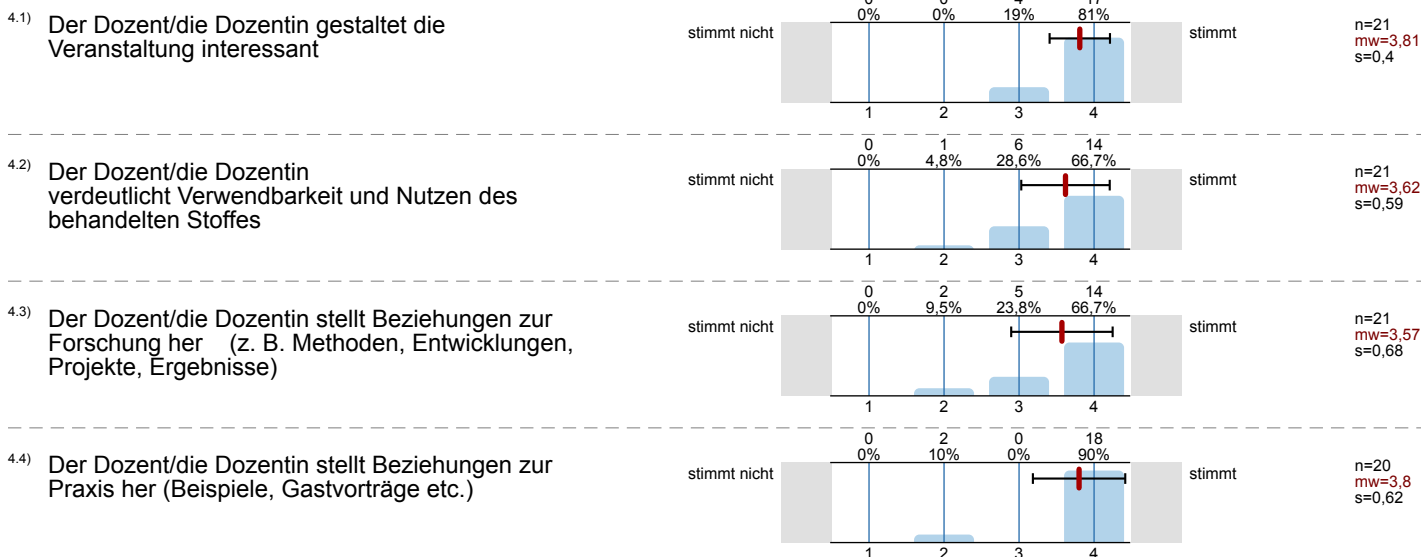 0 0 4 17
0% 0% 19% 81%
4.1) Der Dozent/die Dozentin gestaltet die
Veranstaltung interessant
stimmt nicht
stimmt
n=21
mw=3,81
s=0,4
1 2 3 4
0 1 6 14
0% 4,8% 28,6% 66,7%
4.2) Der Dozent/die Dozentin
verdeutlicht Verwendbarkeit und Nutzen des
behandelten Stoffes
stimmt nicht
stimmt
n=21
mw=3,62
s=0,59
1 2 3 4
0 2 5 14
0% 9,5% 23,8% 66,7%
4.3) Der Dozent/die Dozentin stellt Beziehungen zur
Forschung her (z. B. Methoden, Entwicklungen,
Projekte, Ergebnisse)
stimmt nicht
stimmt
n=21
mw=3,57
s=0,68
1 2 3 4
0 2 0 18
0% 10% 0% 90%
4.4) Der Dozent/die Dozentin stellt Beziehungen zur
Praxis her (Beispiele, Gastvorträge etc.)
stimmt nicht
stimmt
n=20
mw=3,8
s=0,62
1 2 3 4